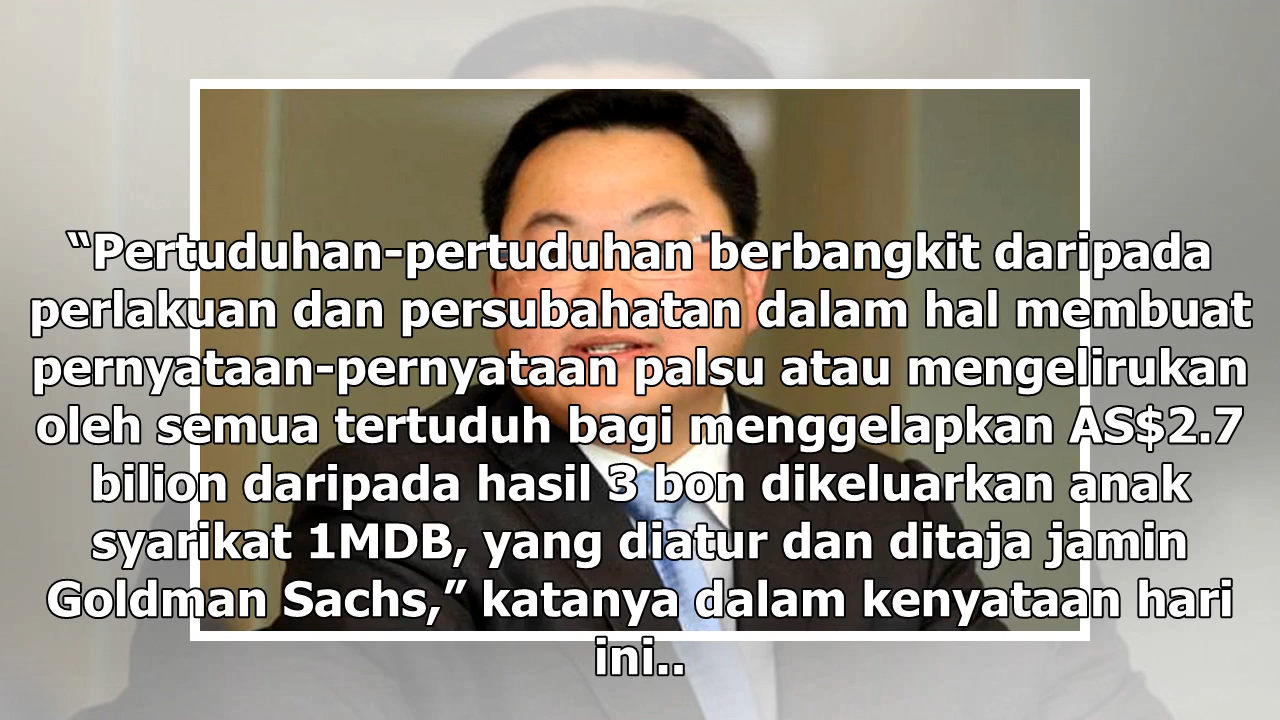 “Pertuduhan-pertuduhan berbangkit daripada
perlakuan dan persubahatan dalam hal membuat
pernyataan-pernyataan palsu atau mengelirukan
oleh semua tertuduh bagi menggelapkan AS$2.7
bilion daripada hasil 3 bon dikeluarkan anak
syarikat 1MDB, yang diatur dan ditaja jamin
Goldman Sachs,” katanya dalam kenyataan hari
ini..